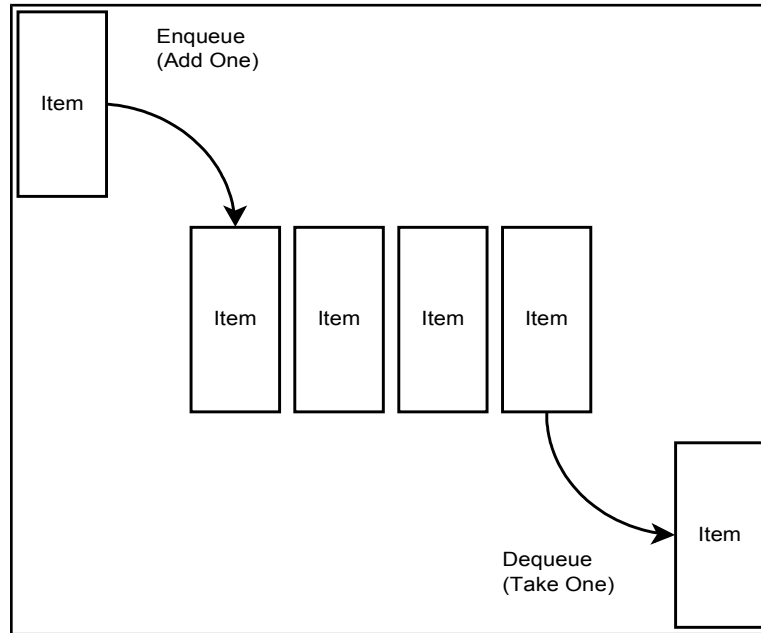 Enqueue
(Add One)
Item
Item
Item
Item
Item
Item
Dequeue
(Take One)